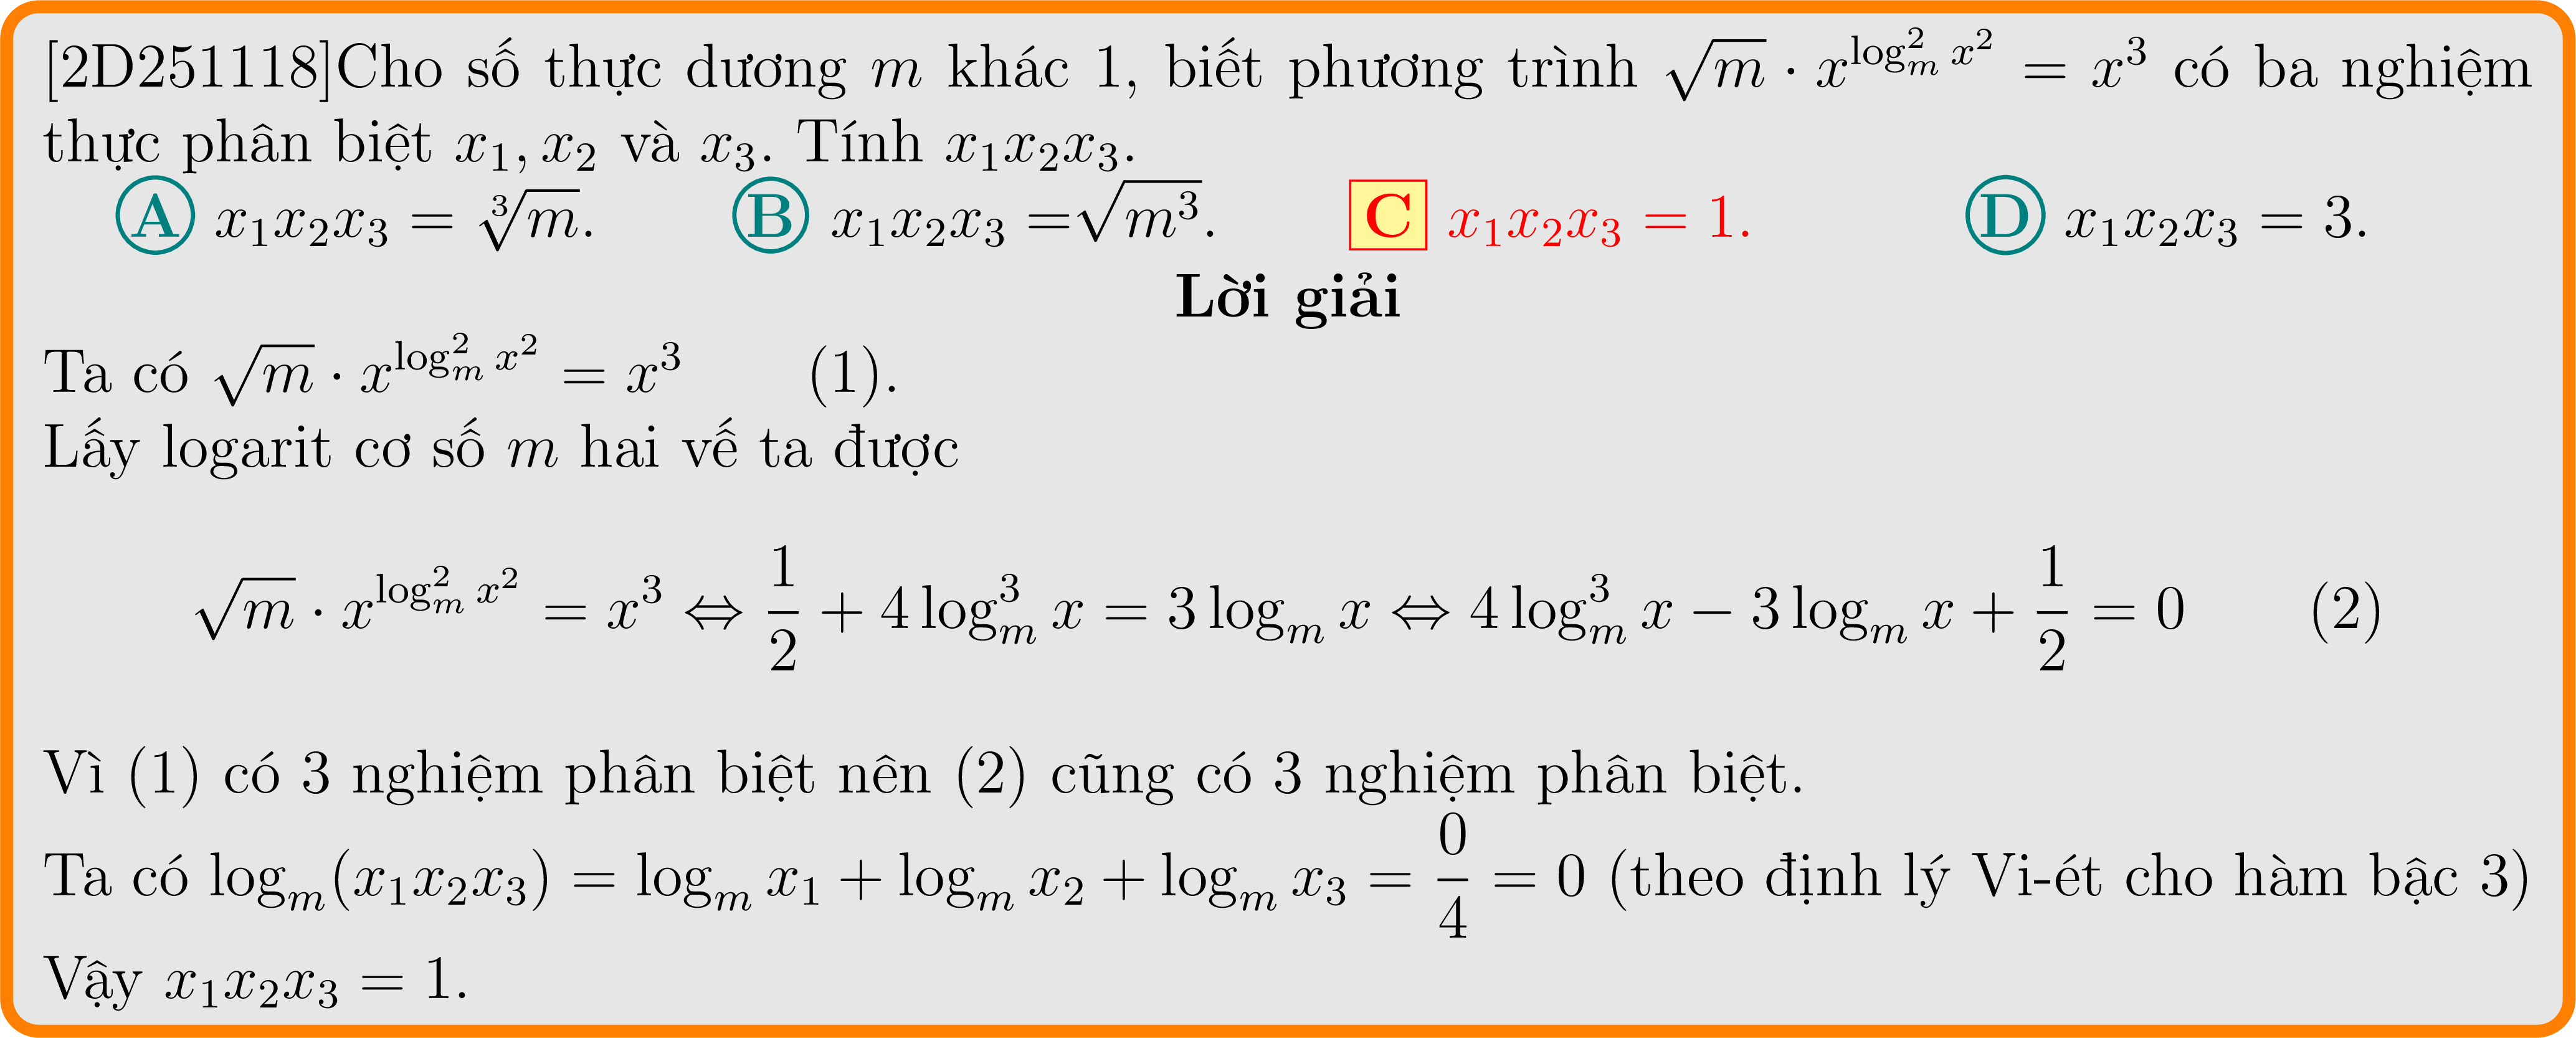 [2D251118]Cho số thực dương $m$ khác 1, biết phương trình $\sqrt{m} \cdot x^{\log_m^2 x^2} = x^3$ có ba nghiệm
thực phân biệt $x_1, x_2$ và $x_3$. Tính $x_1x_2x_3$.
A $x_1x_2x_3 = \sqrt[3]{m}$. B $x_1x_2x_3 = \sqrt{m^3}$. C $x_1x_2x_3 = 1$. D $x_1x_2x_3 = 3$.
Lời giải
Ta có $\sqrt{m} \cdot x^{\log_m^2 x^2} = x^3$ (1).
Lấy logarit cơ số $m$ hai vế ta được
$\sqrt{m} \cdot x^{\log_m^2 x^2} = x^3 \Leftrightarrow \frac{1}{2} + 4\log_m^3 x = 3\log_m x \Leftrightarrow 4\log_m^3 x - 3\log_m x + \frac{1}{2} = 0$ (2)
Vì (1) có 3 nghiệm phân biệt nên (2) cũng có 3 nghiệm phân biệt.
Ta có $\log_m(x_1x_2x_3) = \log_m x_1 + \log_m x_2 + \log_m x_3 = \frac{0}{4} = 0$ (theo định lý Vi-ét cho hàm bậc 3)
Vậy $x_1x_2x_3 = 1$.